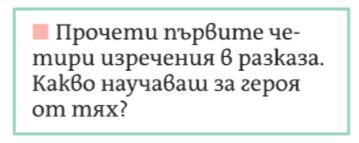 Прочети първите че-
тири изречения в разказа.
Какво научаваш за героя
от тях?